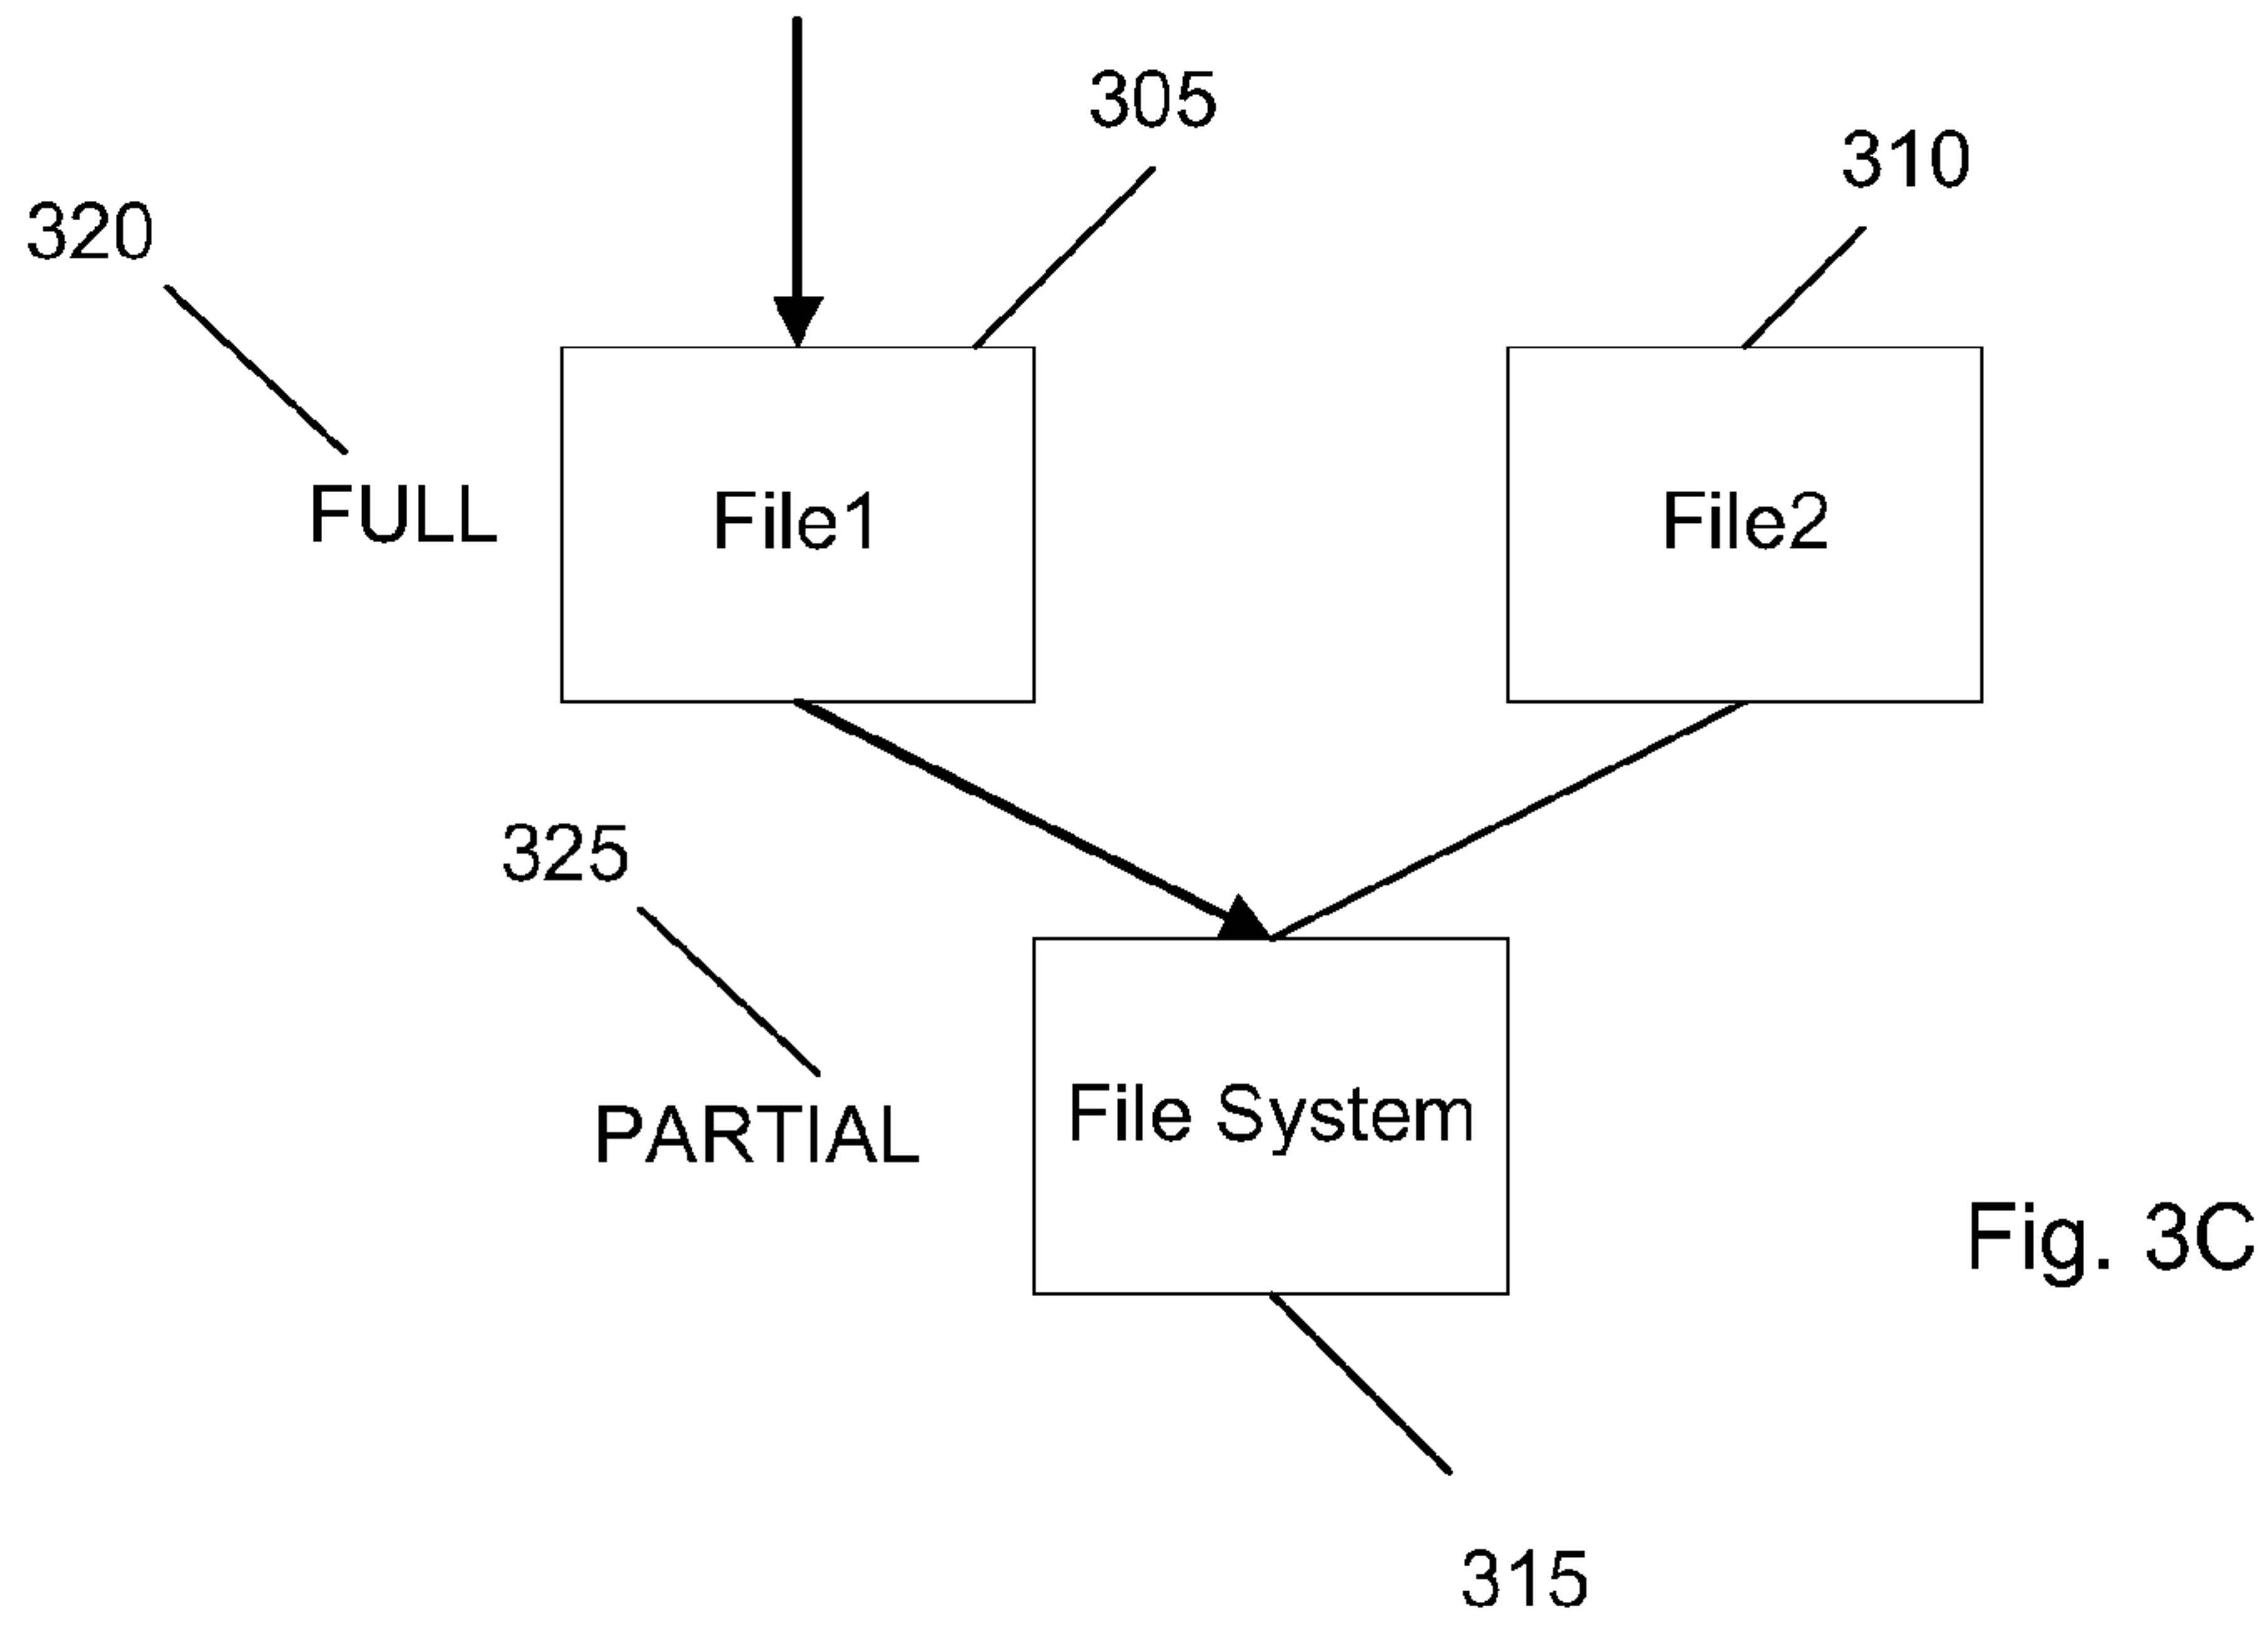 305
310
320
FULL
File1
File2
325
PARTIAL
File System
Fig. 3C
315